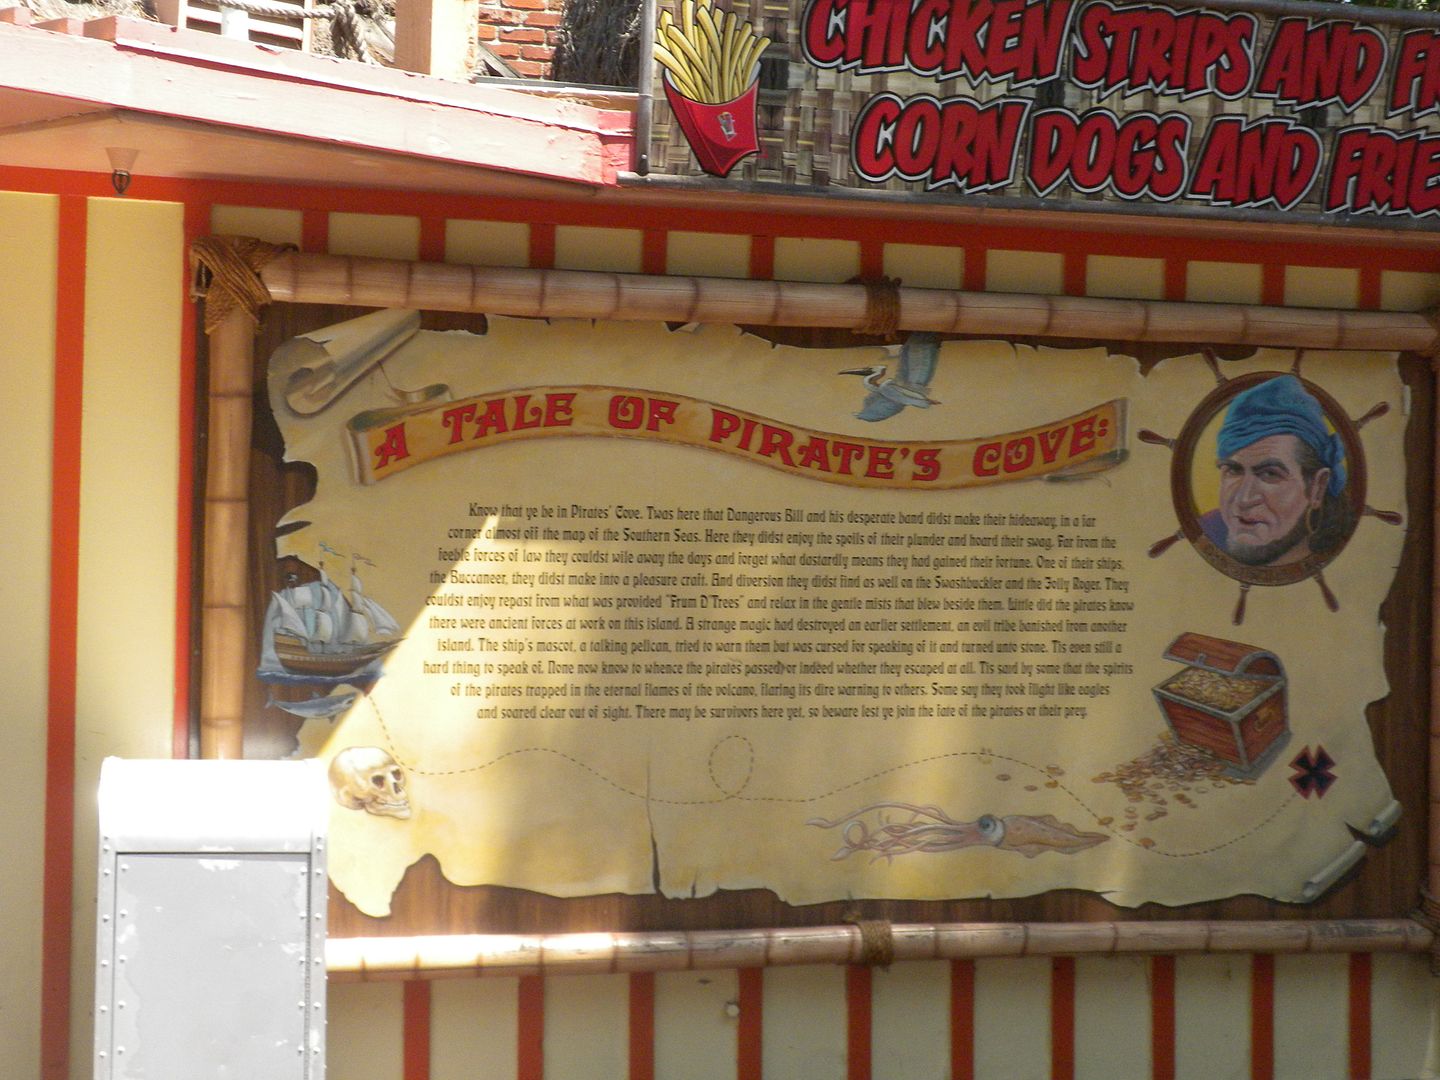 CHICKEN STRIPS AND
CORN DOGS AND FRIE
A TALE OF PIRATE'S COVE:
Know that ye be in Pirates' Cove. Twas here that Dangerous Bill and his desperate band didst make their hideaway, in a far
corner almost off the map of the Southern Seas. Here they didst enjoy the spoils of their plunder and hoard their swag. Far from the
feeble forces of law they couldst wile away the days and forget what dastardly means they had gained their fortune. One of their ships,
the Buccaneer, they didst make into a pleasure craft. And diversion they didst find as well on the Swashbuckler and the Jolly Roger. They
couldst enjoy repast from what was provided "Frum D'Trees" and relax in the gentle mists that blew beside them. Little did the pirates know
there were ancient forces at work on this island. A strange magic had destroyed an earlier settlement, an evil tribe banished from another
island. The ship's mascot, a talking pelican, tried to warn them but was cursed for speaking of it and turned unto stone. Tis even still a
hard thing to speak of. None now know to whence the pirates passed or indeed whether they escaped at all. Tis said by some that the spirits
of the pirates trapped in the eternal flames of the volcano, flaring its dire warning to others. Some say they took flight like eagles
and soared clear out of sight. There may be survivors here yet, so beware lest ye join the fate of the pirates or their prey.